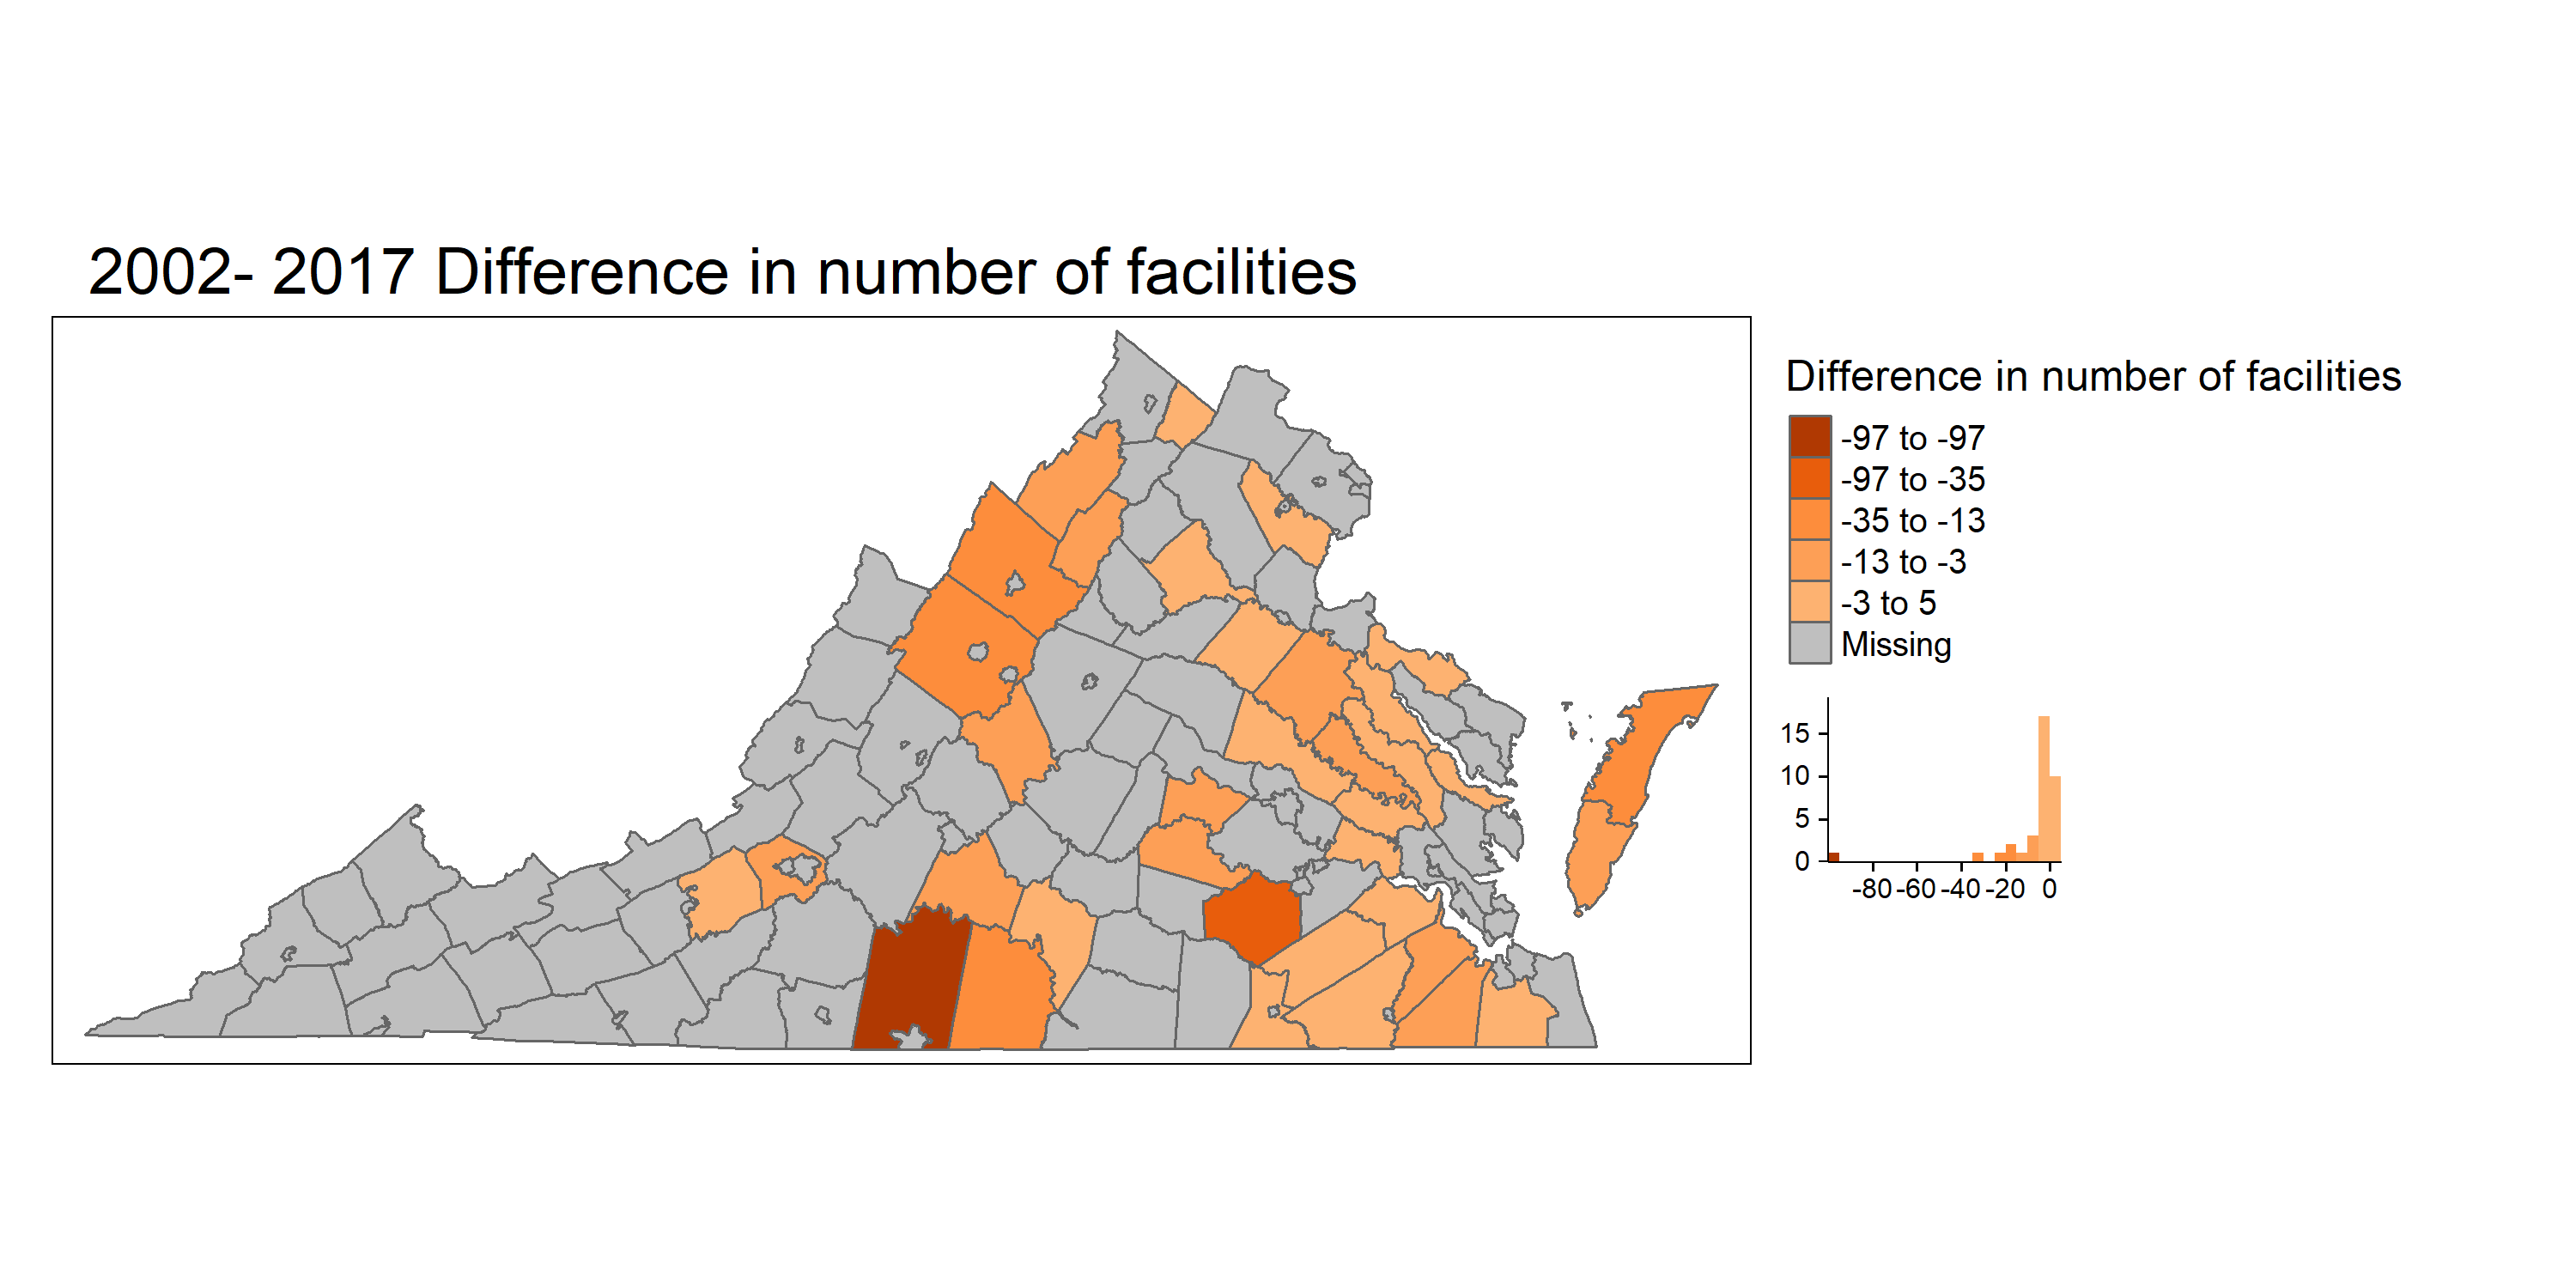 2002- 2017 Difference in number of facilities
Difference in number of facilities
-97 to -97
-97 to -35
-35 to -13
-13 to -3
-3 to 5
Missing
15
10
5
0
-80 -60 -40 -20 0